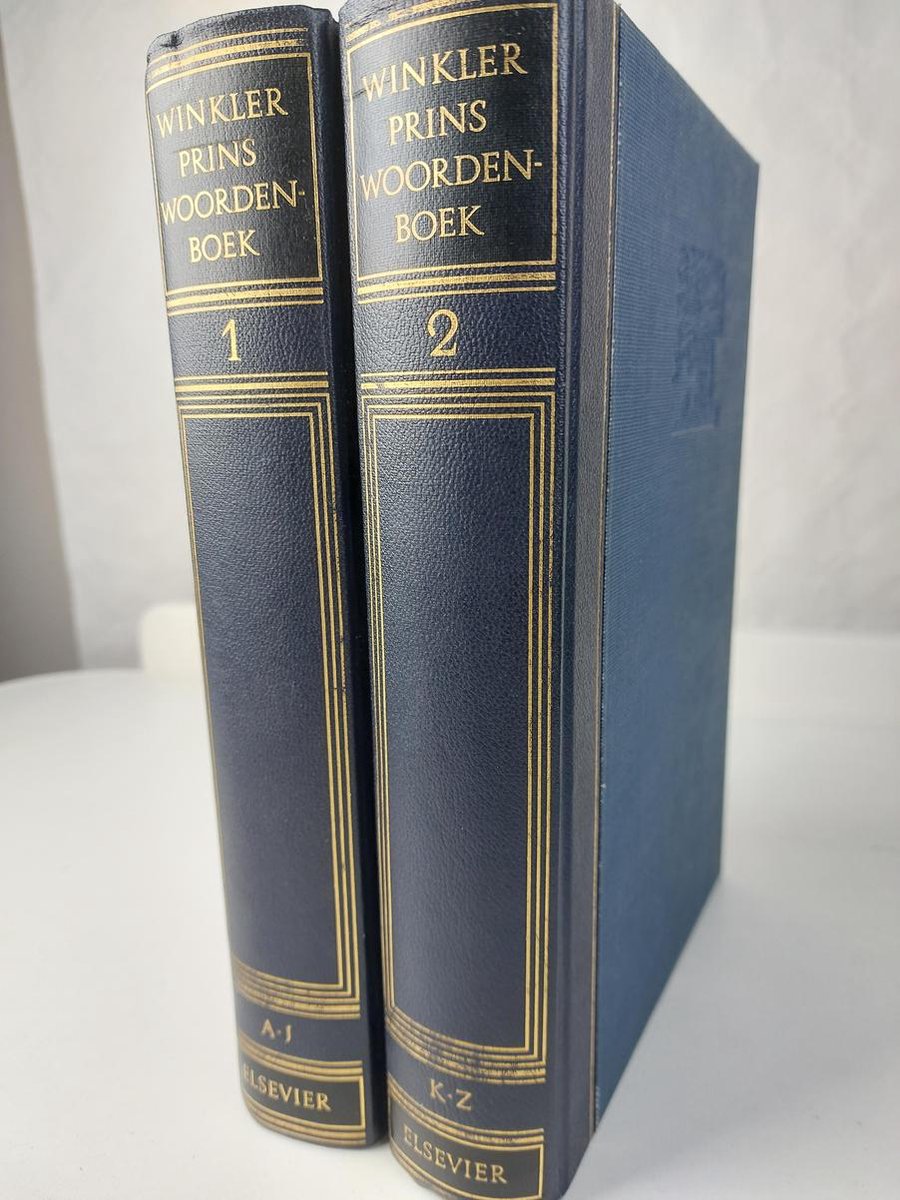 WINKLER
PRINS
WOORDEN-
BOEK
1
A·J
ELSEVIER
WINKLER
PRINS
WOORDEN-
BOEK
2
K·Z
ELSEVIER